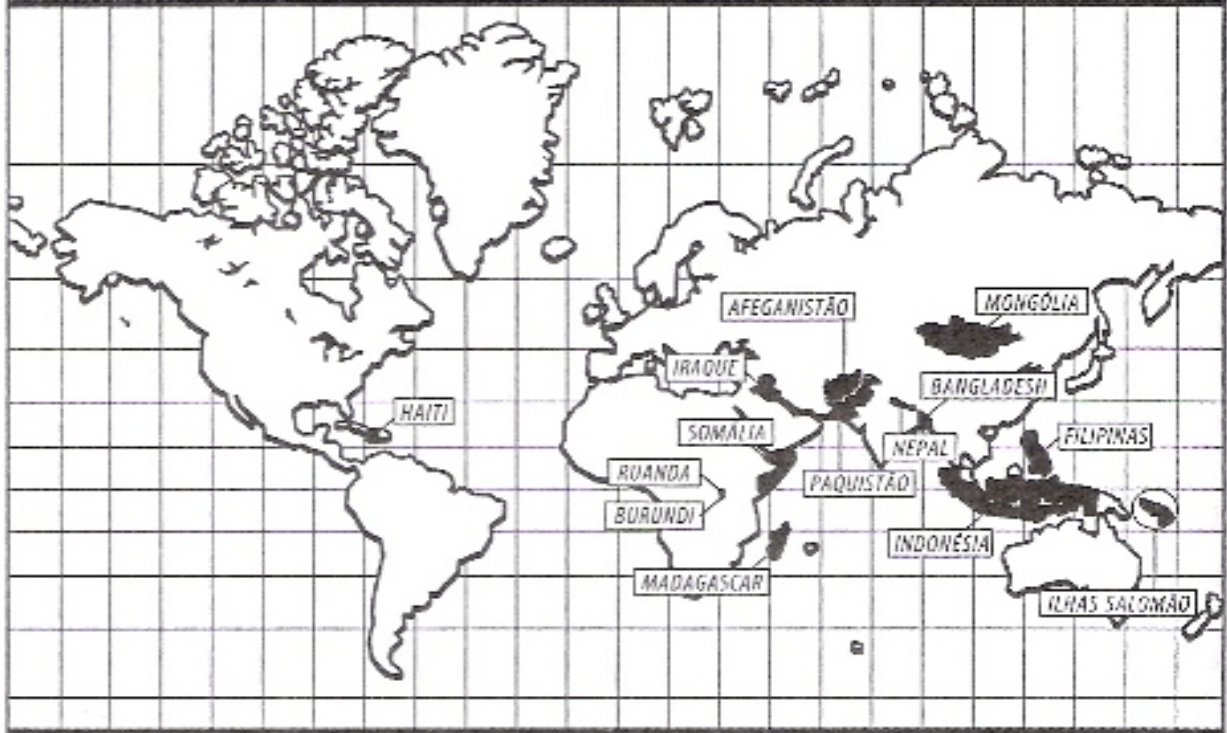 AFEGANISTÃO
MONGÓLIA
IRAQUE
BANGLADESH
HAITI
SOMÁLIA
NEPAL
FILIPINAS
RUANDA
PAQUISTÃO
BURUNDI
INDONÉSIA
MADAGASCAR
ILHAS SALOMÃO